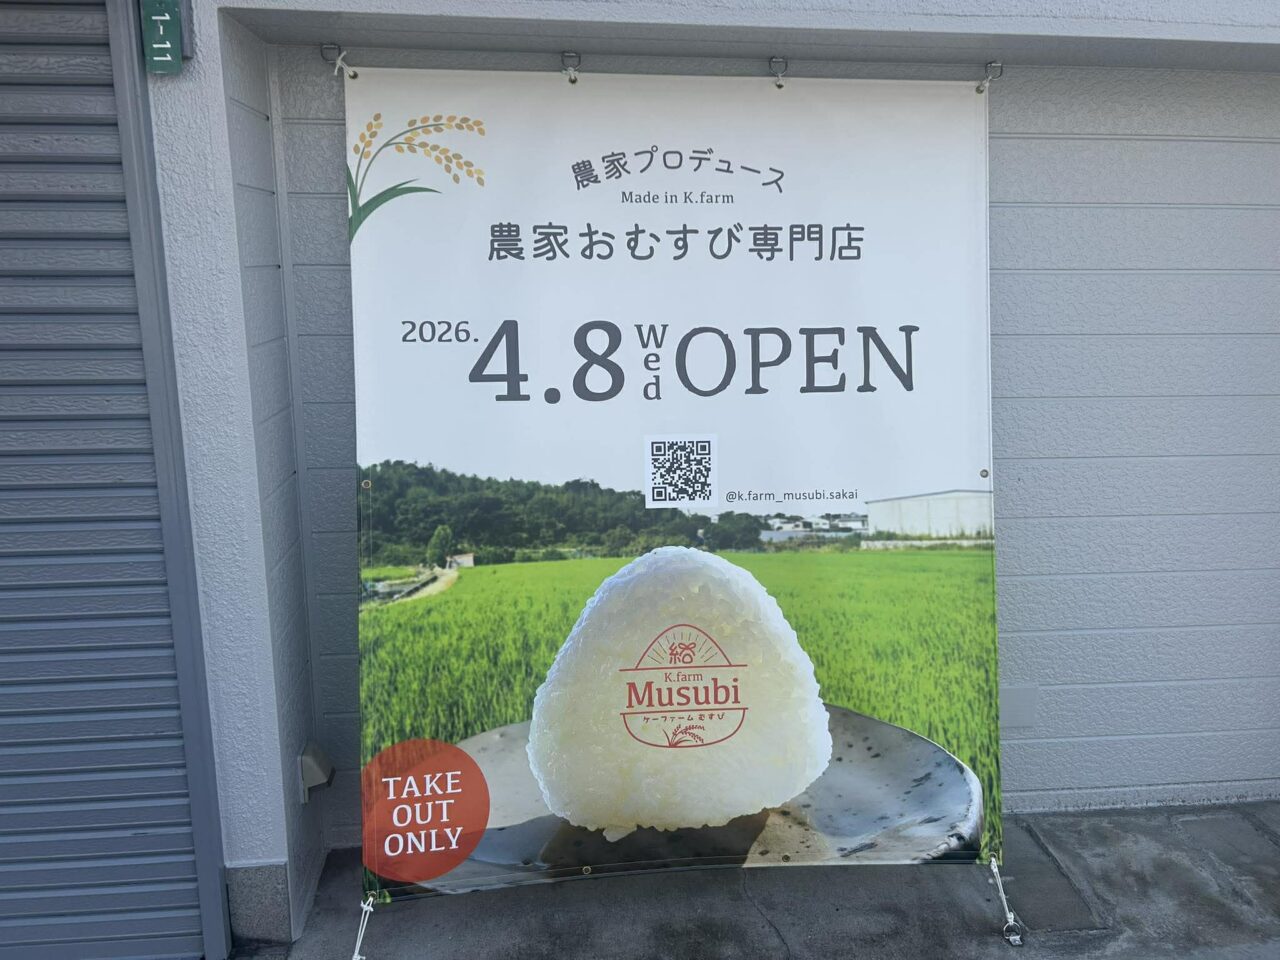 1-11
農家プロデュース
Made in K.farm
農家おむすび専門店
2026.4.8 Wed OPEN
@k.farm_musubi.sakai
結
K.farm
Musubi
ケーファーム むすび
TAKE
OUT
ONLY